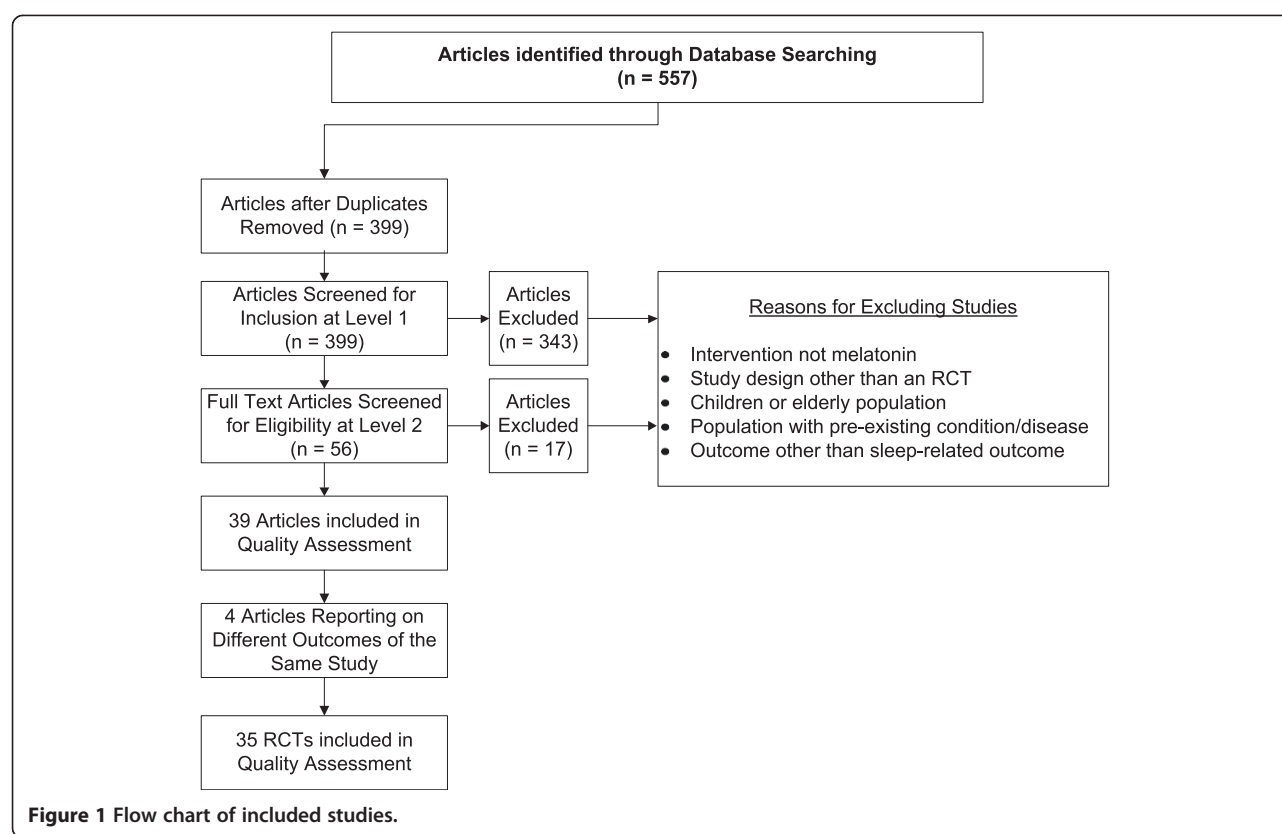 Articles identified through Database Searching
(n = 557)
Articles after Duplicates
Removed (n = 399)
Articles Screened for
Inclusion at Level 1
(n = 399)
Articles
Excluded
(n = 343)
Reasons for Excluding Studies
• Intervention not melatonin
• Study design other than an RCT
• Children or elderly population
• Population with pre-existing condition/disease
• Outcome other than sleep-related outcome
Full Text Articles Screened
for Eligibility at Level 2
(n = 56)
Articles
Excluded
(n = 17)
39 Articles included in
Quality Assessment
4 Articles Reporting on
Different Outcomes of the
Same Study
35 RCTs included in
Quality Assessment
Figure 1 Flow chart of included studies.